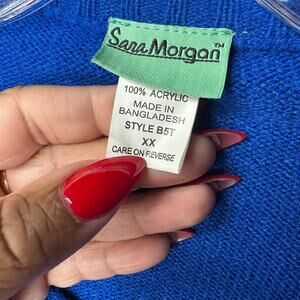 Sara Morgan™
100% ACRYLIC
MADE IN
BANGLADESH
STYLE B5T
XX
CARE ON REVERSE